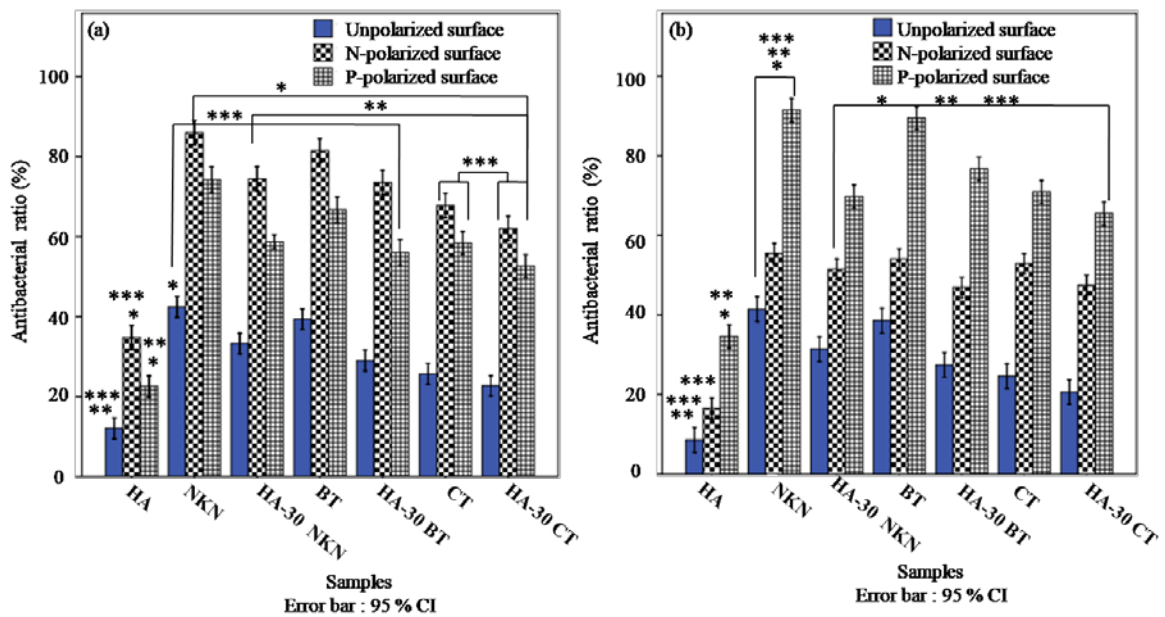 (a)
Unpolarized surface
N-polarized surface
P-polarized surface
Antibacterial ratio (%)
100
80
60
40
20
0
*
**
***
***
*
***
*
**
*
***
**
HA
NKN
HA-30 NKN
BT
HA-30 BT
CT
HA-30 CT
Samples
Error bar : 95 % CI
(b)
Unpolarized surface
N-polarized surface
P-polarized surface
Antibacterial ratio (%)
100
80
60
40
20
0
***
**
*
* ** ***
**
*
***
***
**
HA
NKN
HA-30 NKN
BT
HA-30 BT
CT
HA-30 CT
Samples
Error bar : 95 % CI